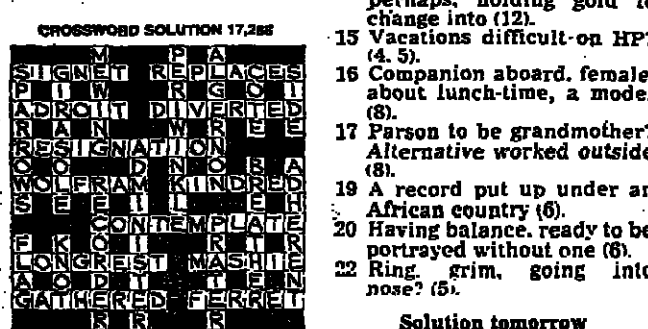 CROSSWORD SOLUTION 17,288
M P A
SIGNET REPLACES
P I W R G O I
ADROIT DIVERTED
R A N W R E E
RESIGNATION
O O D N O B A
WOLFRAM KINDRED
S E E I L E H
CONTEMPLATE
F K O I R T R
LONGREST MASHIE
A O D T T E N
GATHERED FERRET
R R R
perhaps, holding gold
change into (12).
15 Vacations difficult on HP?
(4, 5).
16 Companion aboard, female,
about lunch-time, a
(8).
17 Parson to be grandmother?
Alternative worked outside
(8).
19 A record put up under
African country (6).
20 Having balance, ready to be
portrayed without one (6).
22 Ring, grim, going
nose? (5).
Solution tomorrow